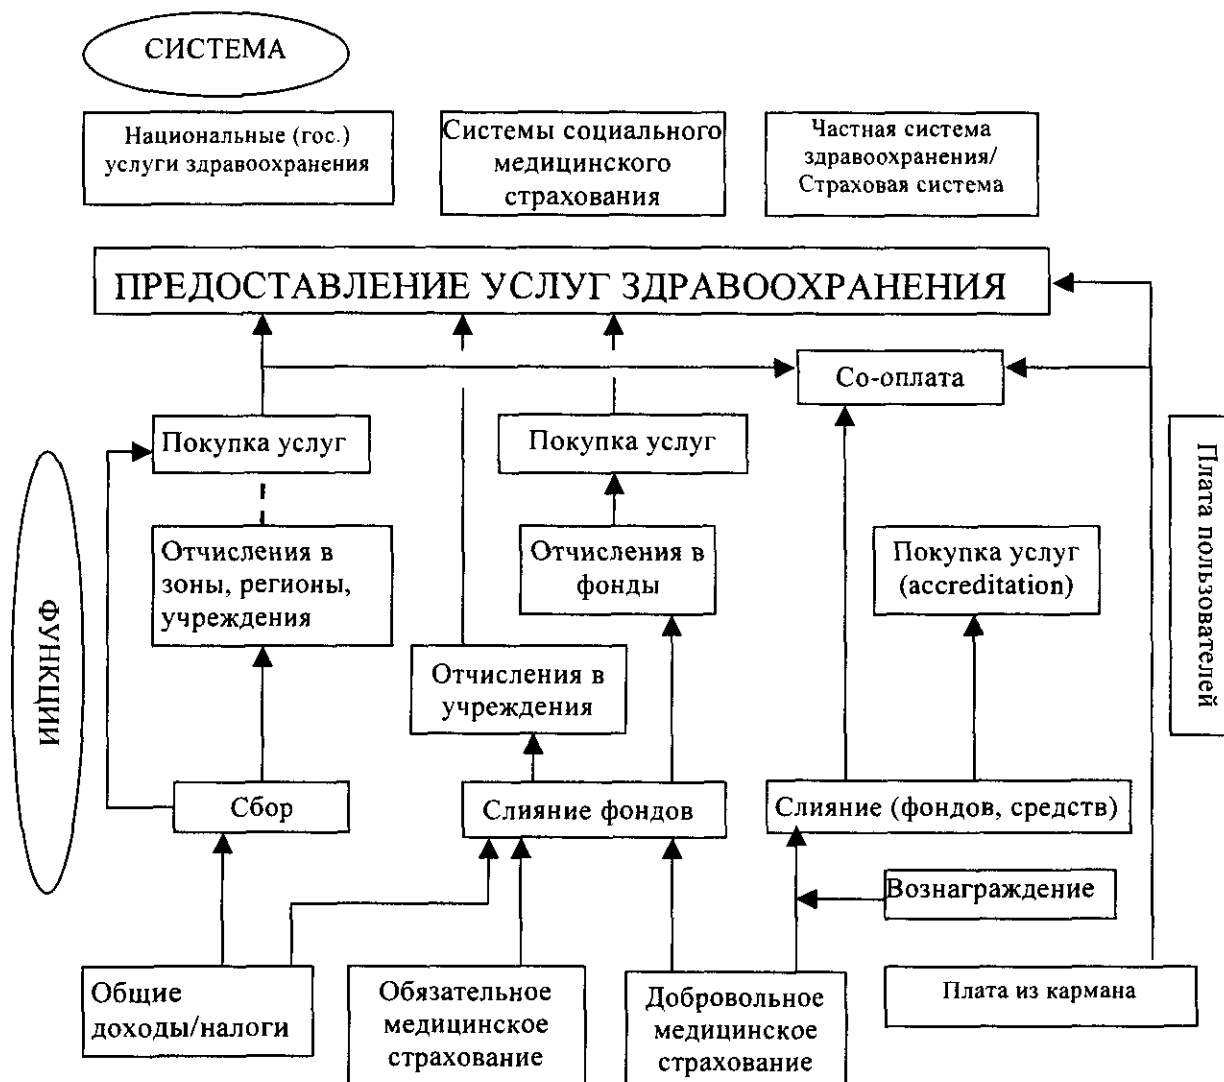 СИСТЕМА
Национальные (гос.)
услуги здравоохранения
Системы социального
медицинского
страхования
Частная система
здравоохранения/
Страховая система
ПРЕДОСТАВЛЕНИЕ УСЛУГ ЗДРАВООХРАНЕНИЯ
Со-оплата
Покупка услуг
Покупка услуг
Плата пользователей
ФУНКЦИИ
Отчисления в
зоны, регионы,
учреждения
Отчисления в
фонды
Покупка услуг
(accreditation)
Отчисления в
учреждения
Сбор
Слияние фондов
Слияние (фондов, средств)
Вознаграждение
Общие
доходы/налоги
Обязательное
медицинское
страхование
Добровольное
медицинское
страхование
Плата из кармана